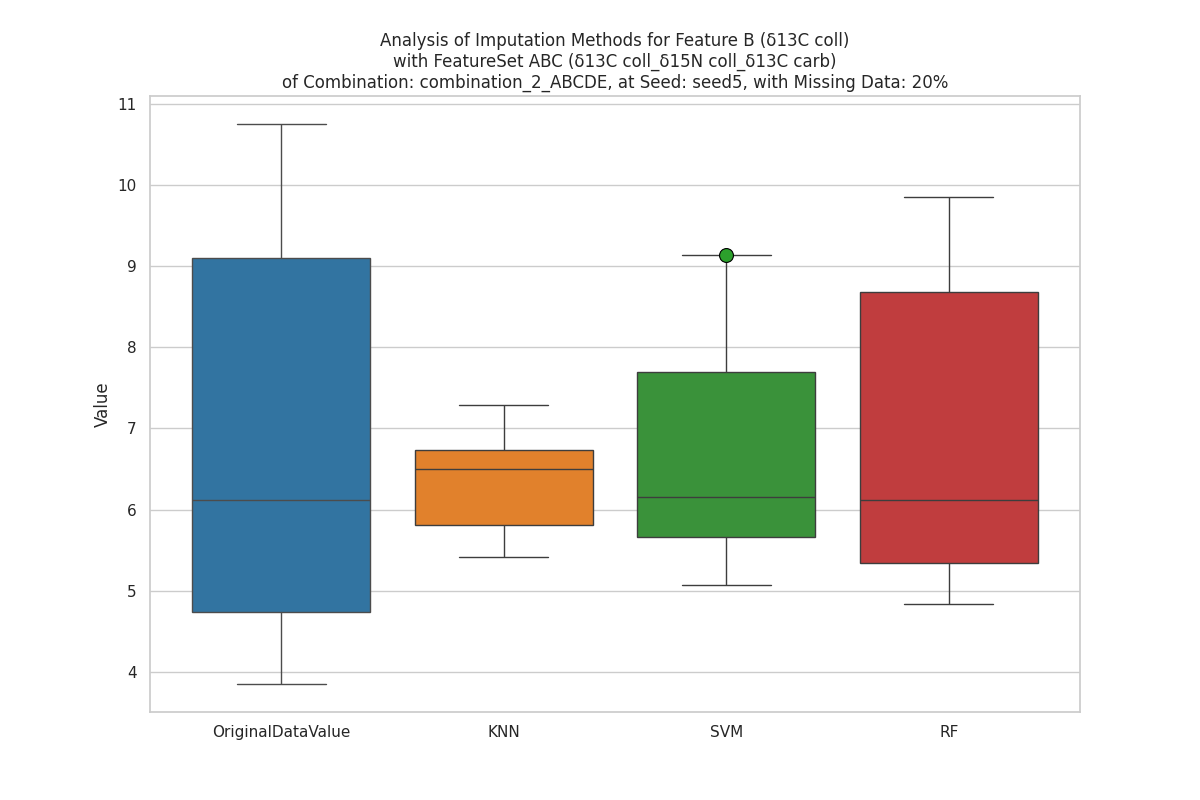 Analysis of Imputation Methods for Feature B (δ13C coll)
with FeatureSet ABC (δ13C coll_δ15N coll_δ13C carb)
of Combination: combination_2_ABCDE, at Seed: seed5, with Missing Data: 20%
11
10
9
8
7
6
5
4
Value
OriginalDataValue
KNN
SVM
RF